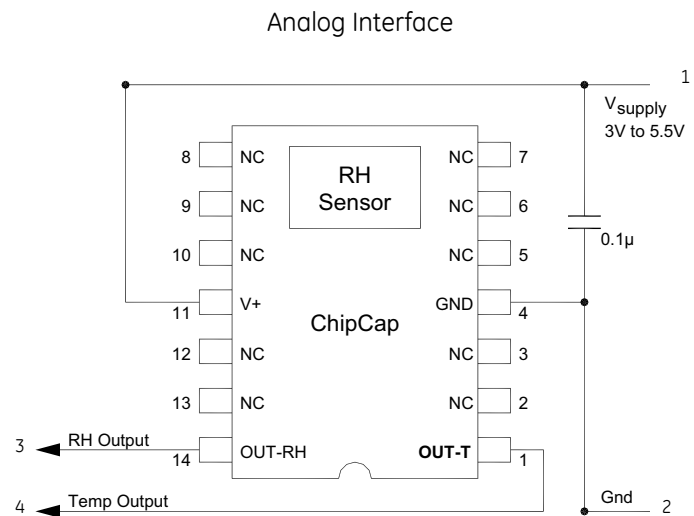 Analog Interface
1
Vsupply
3V to 5.5V
8 NC NC 7
RH
Sensor
9 NC NC 6
10 NC NC 5
0.1µ
11 V+ GND 4
ChipCap
12 NC NC 3
13 NC NC 2
3 RH Output 14 OUT-RH OUT-T 1
4 Temp Output Gnd 2